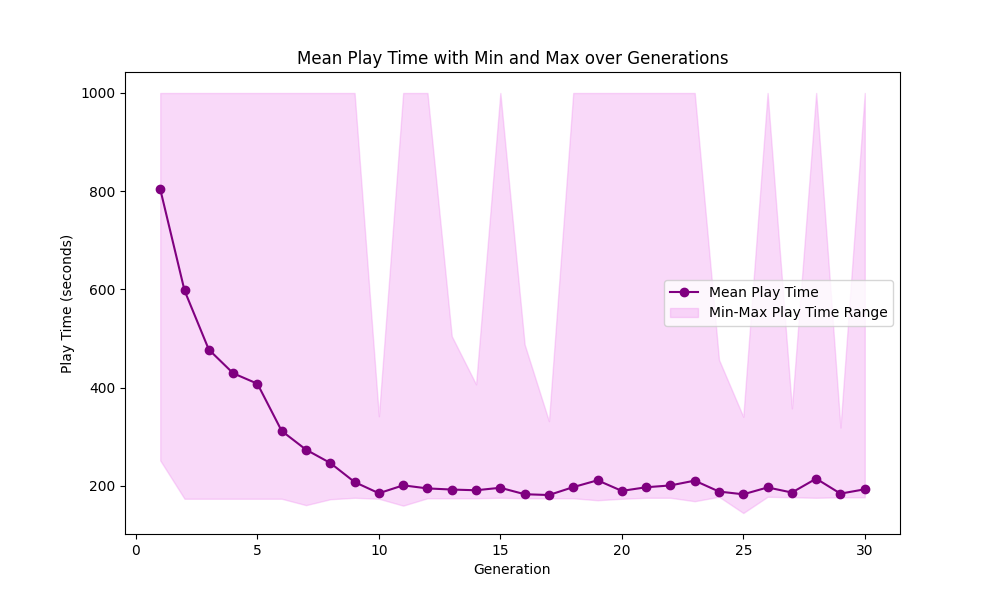 Mean Play Time with Min and Max over Generations
1000
800
600
400
200
Play Time (seconds)
Mean Play Time
Min-Max Play Time Range
0
5
10
15
20
25
30
Generation